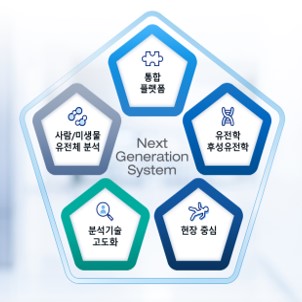 통합
플랫폼
사람/미생물
유전체 분석
유전학
후성유전학
Next
Generation
System
분석기술
고도화
현장 중심